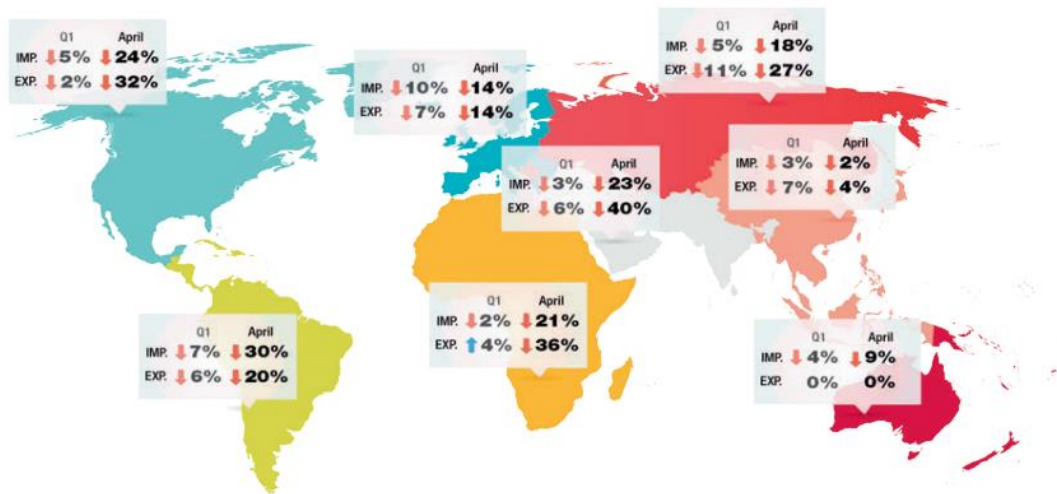 Q1 April
IMP. ↓5% ↓24%
EXP. ↓2% ↓32%
Q1 April
IMP. ↓10% ↓14%
EXP. ↓7% ↓14%
Q1 April
IMP. ↓5% ↓18%
EXP. ↓11% ↓27%
Q1 April
IMP. ↓3% ↓2%
EXP. ↓7% ↓4%
Q1 April
IMP. ↓3% ↓23%
EXP. ↓6% ↓40%
Q1 April
IMP. ↓7% ↓30%
EXP. ↓6% ↓20%
Q1 April
IMP. ↓2% ↓21%
EXP. ↑4% ↓36%
Q1 April
IMP. ↓4% ↓9%
EXP. 0% 0%